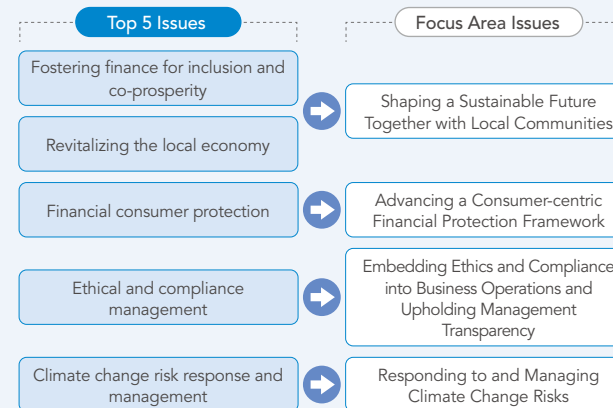 Top 5 Issues
Focus Area Issues
Fostering finance for inclusion and
co-prosperity
Revitalizing the local economy
Shaping a Sustainable Future
Together with Local Communities
Financial consumer protection
Advancing a Consumer-centric
Financial Protection Framework
Ethical and compliance
management
Embedding Ethics and Compliance
into Business Operations and
Upholding Management
Transparency
Climate change risk response and
management
Responding to and Managing
Climate Change Risks